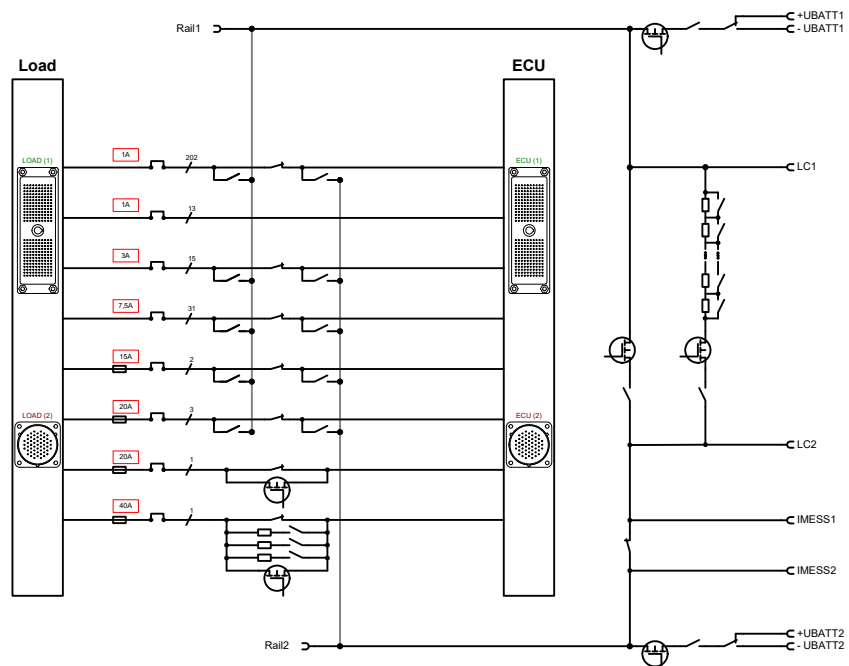 Rail1
+UBATT1
- UBATT1
Load
ECU
LOAD (1)
1A
202
ECU (1)
LC1
1A
13
3A
15
7,5A
31
15A
2
LOAD (2)
20A
3
ECU (2)
LC2
20A
1
40A
1
IMESS1
IMESS2
Rail2
+UBATT2
- UBATT2